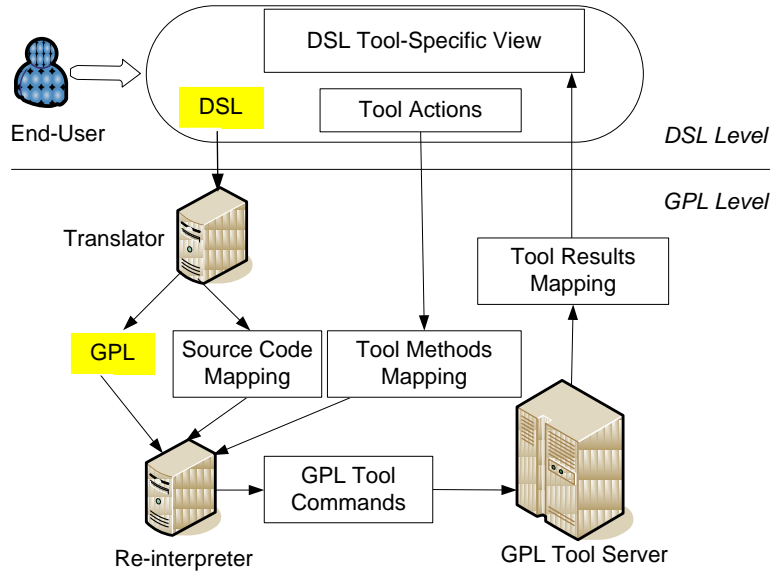 DSL Tool-Specific View
DSL
Tool Actions
End-User
DSL Level
GPL Level
Translator
Tool Results
Mapping
GPL
Source Code
Mapping
Tool Methods
Mapping
GPL Tool
Commands
Re-interpreter
GPL Tool Server